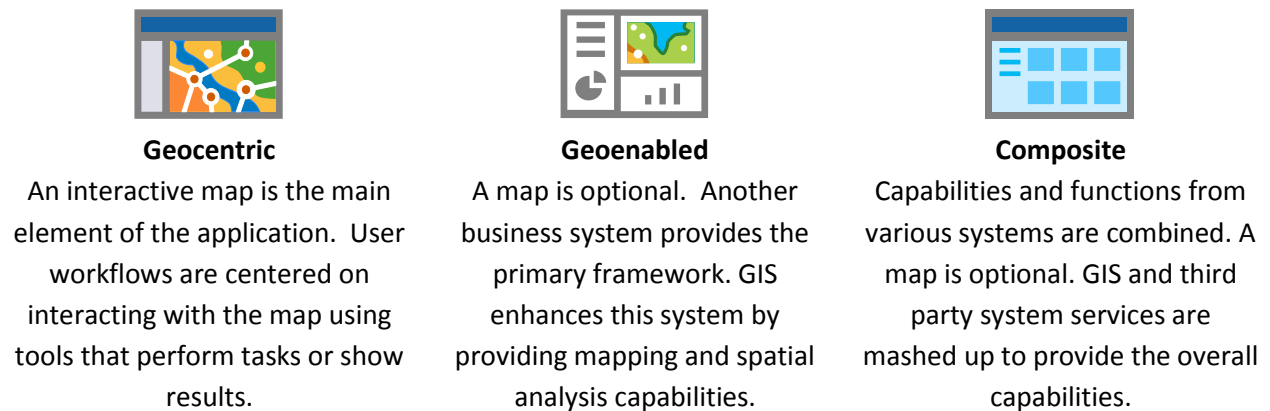 Geocentric
An interactive map is the main
element of the application.  User
workflows are centered on
interacting with the map using
tools that perform tasks or show
results.
Geoenabled
A map is optional.  Another
business system provides the
primary framework. GIS
enhances this system by
providing mapping and spatial
analysis capabilities.
Composite
Capabilities and functions from
various systems are combined. A
map is optional. GIS and third
party system services are
mashed up to provide the overall
capabilities.